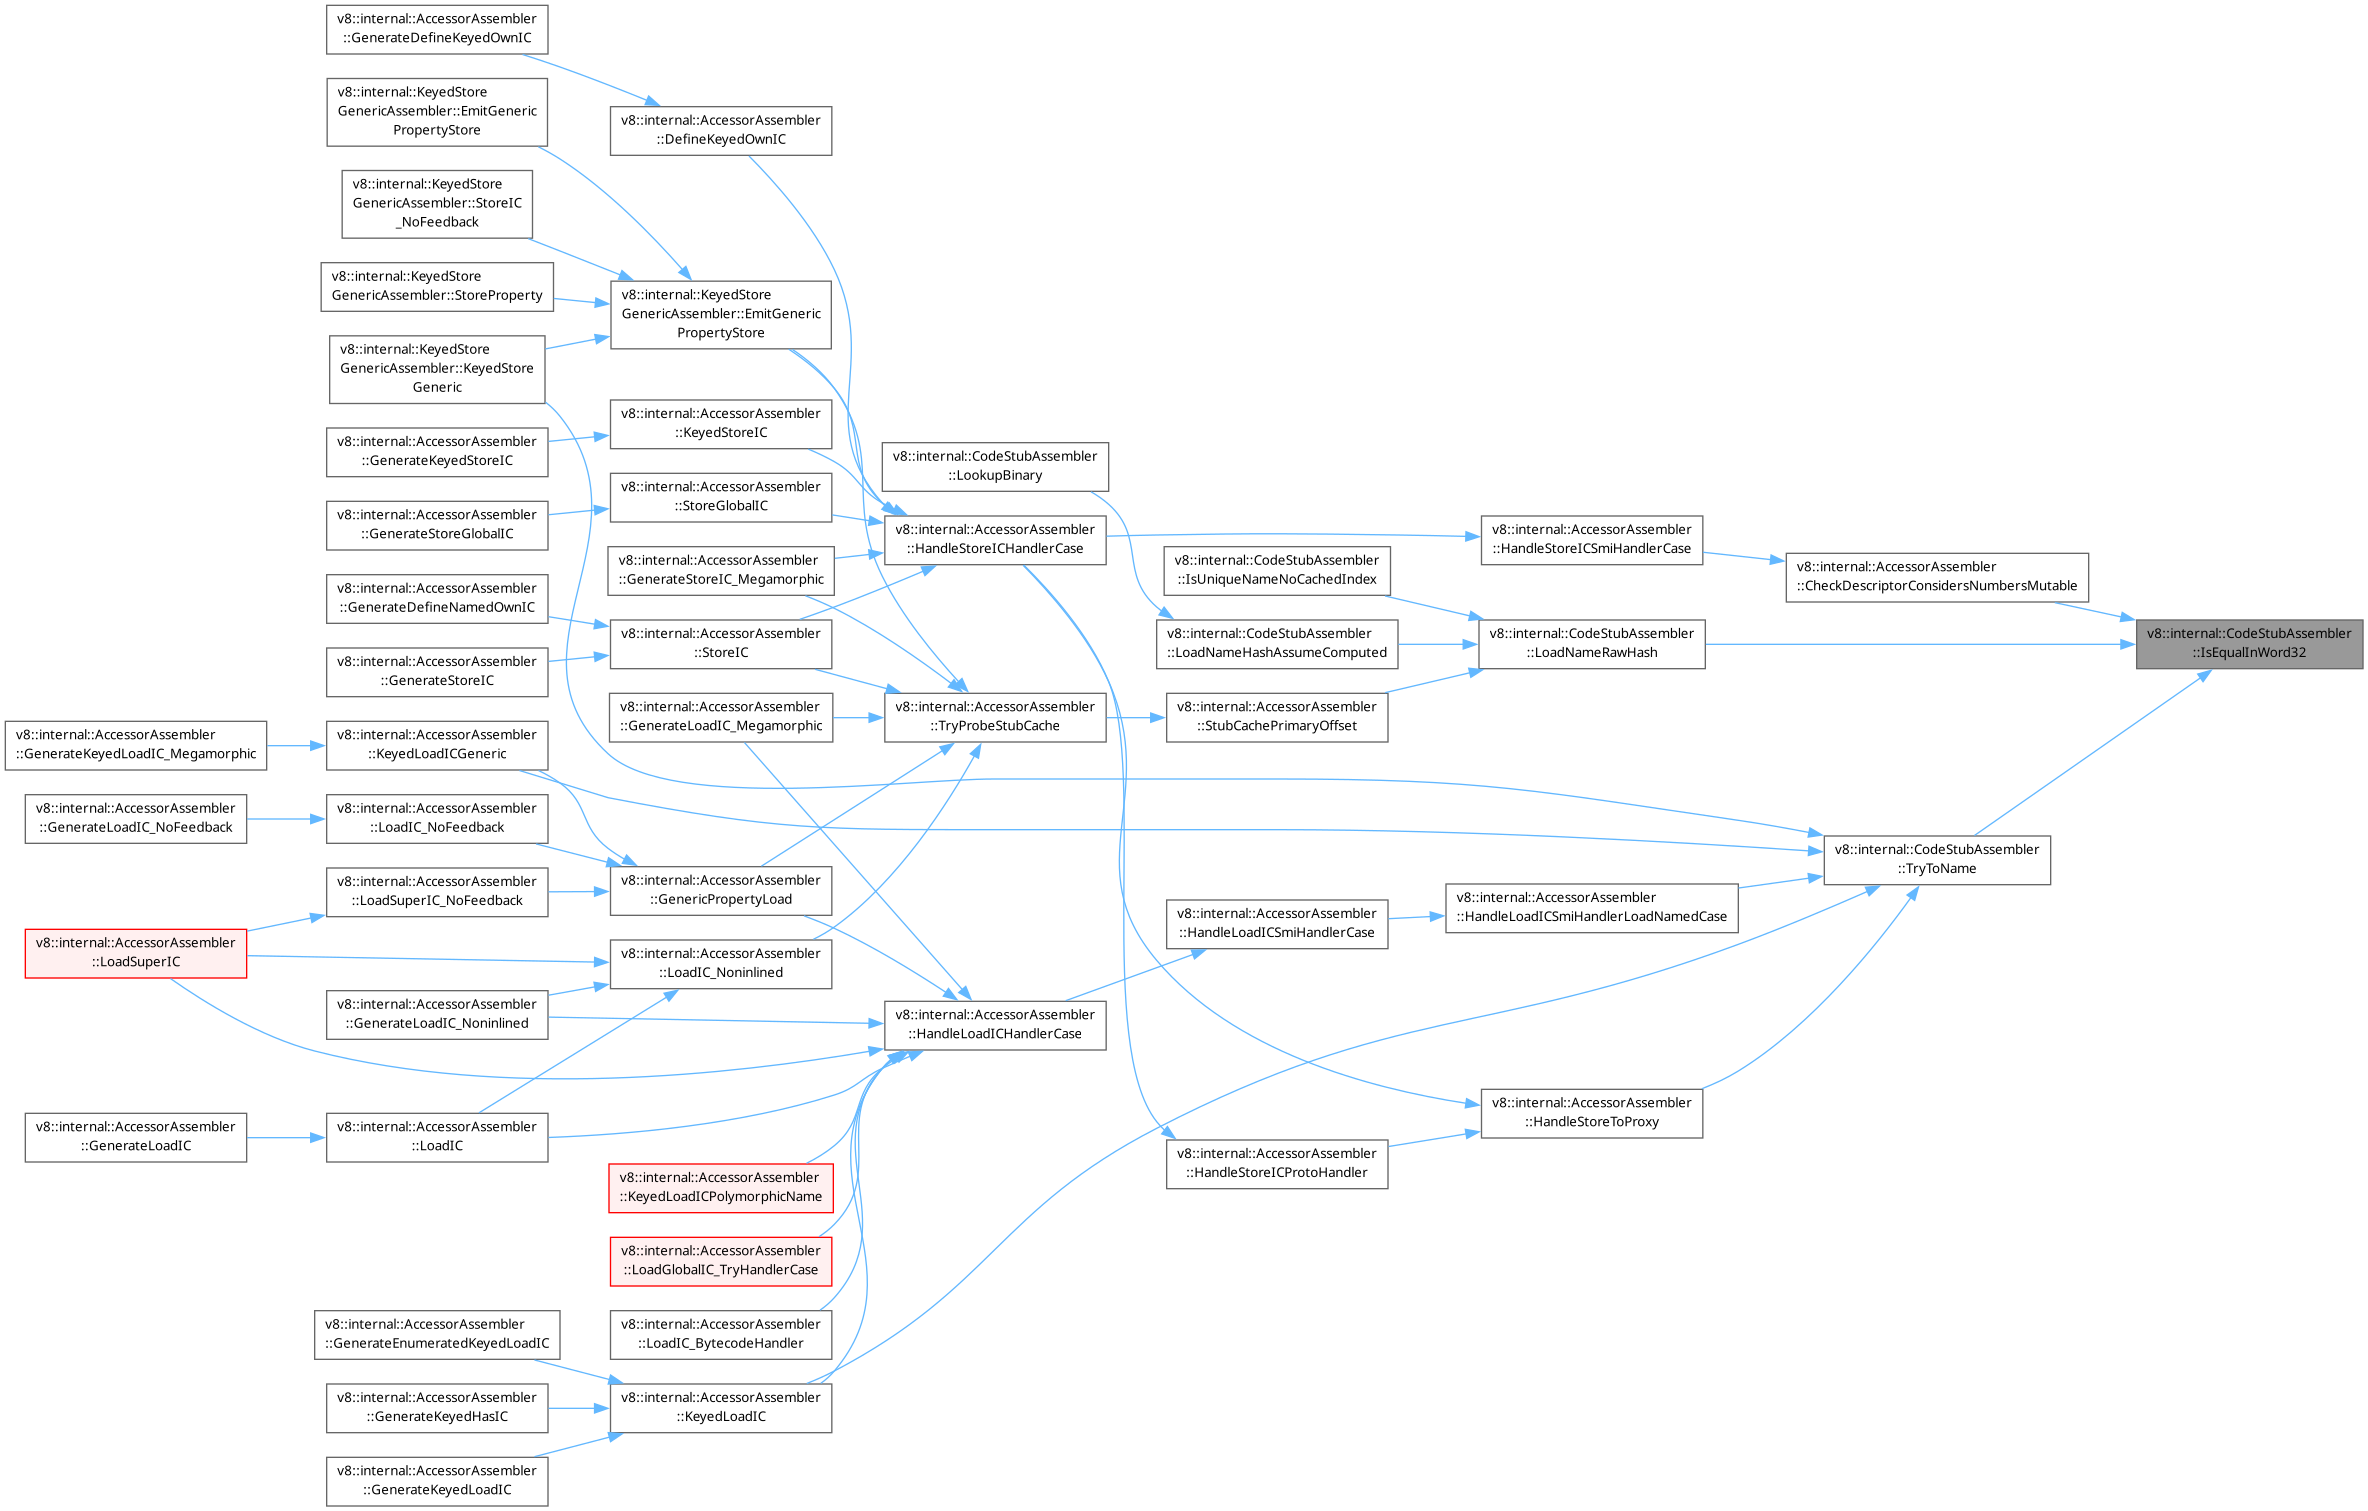 v8::internal::AccessorAssembler
::GenerateDefineKeyedOwnIC
v8::internal::KeyedStore
GenericAssembler::EmitGeneric
PropertyStore
v8::internal::KeyedStore
GenericAssembler::StoreIC
_NoFeedback
v8::internal::KeyedStore
GenericAssembler::StoreProperty
v8::internal::KeyedStore
GenericAssembler::KeyedStore
Generic
v8::internal::AccessorAssembler
::GenerateKeyedStoreIC
v8::internal::AccessorAssembler
::GenerateStoreGlobalIC
v8::internal::AccessorAssembler
::GenerateDefineNamedOwnIC
v8::internal::AccessorAssembler
::GenerateStoreIC
v8::internal::AccessorAssembler
::GenerateKeyedLoadIC_Megamorphic
v8::internal::AccessorAssembler
::KeyedLoadICGeneric
v8::internal::AccessorAssembler
::GenerateLoadIC_NoFeedback
v8::internal::AccessorAssembler
::LoadIC_NoFeedback
v8::internal::AccessorAssembler
::LoadSuperIC_NoFeedback
v8::internal::AccessorAssembler
::LoadSuperIC
v8::internal::AccessorAssembler
::GenerateLoadIC_Noninlined
v8::internal::AccessorAssembler
::GenerateLoadIC
v8::internal::AccessorAssembler
::LoadIC
v8::internal::AccessorAssembler
::GenerateEnumeratedKeyedLoadIC
v8::internal::AccessorAssembler
::GenerateKeyedHasIC
v8::internal::AccessorAssembler
::GenerateKeyedLoadIC
v8::internal::AccessorAssembler
::DefineKeyedOwnIC
v8::internal::KeyedStore
GenericAssembler::EmitGeneric
PropertyStore
v8::internal::AccessorAssembler
::KeyedStoreIC
v8::internal::AccessorAssembler
::StoreGlobalIC
v8::internal::AccessorAssembler
::GenerateStoreIC_Megamorphic
v8::internal::AccessorAssembler
::StoreIC
v8::internal::AccessorAssembler
::GenerateLoadIC_Megamorphic
v8::internal::AccessorAssembler
::GenericPropertyLoad
v8::internal::AccessorAssembler
::LoadIC_Noninlined
v8::internal::AccessorAssembler
::KeyedLoadICPolymorphicName
v8::internal::AccessorAssembler
::LoadGlobalIC_TryHandlerCase
v8::internal::AccessorAssembler
::LoadIC_BytecodeHandler
v8::internal::AccessorAssembler
::KeyedLoadIC
v8::internal::CodeStubAssembler
::LookupBinary
v8::internal::AccessorAssembler
::HandleStoreICHandlerCase
v8::internal::AccessorAssembler
::TryProbeStubCache
v8::internal::AccessorAssembler
::HandleLoadICHandlerCase
v8::internal::CodeStubAssembler
::IsUniqueNameNoCachedIndex
v8::internal::CodeStubAssembler
::LoadNameHashAssumeComputed
v8::internal::AccessorAssembler
::StubCachePrimaryOffset
v8::internal::AccessorAssembler
::HandleLoadICSmiHandlerCase
v8::internal::AccessorAssembler
::HandleStoreICProtoHandler
v8::internal::AccessorAssembler
::HandleStoreICSmiHandlerCase
v8::internal::CodeStubAssembler
::LoadNameRawHash
v8::internal::AccessorAssembler
::HandleLoadICSmiHandlerLoadNamedCase
v8::internal::AccessorAssembler
::HandleStoreToProxy
v8::internal::AccessorAssembler
::CheckDescriptorConsidersNumbersMutable
v8::internal::CodeStubAssembler
::TryToName
v8::internal::CodeStubAssembler
::IsEqualInWord32